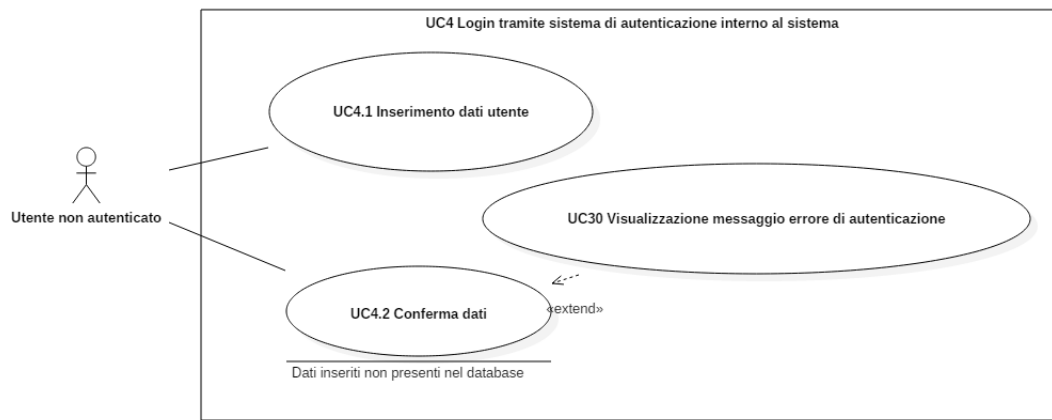 UC4 Login tramite sistema di autenticazione interno al sistema
UC4.1 Inserimento dati utente
Utente non autenticato
UC30 Visualizzazione messaggio errore di autenticazione
UC4.2 Conferma dati
«extend»
Dati inseriti non presenti nel database